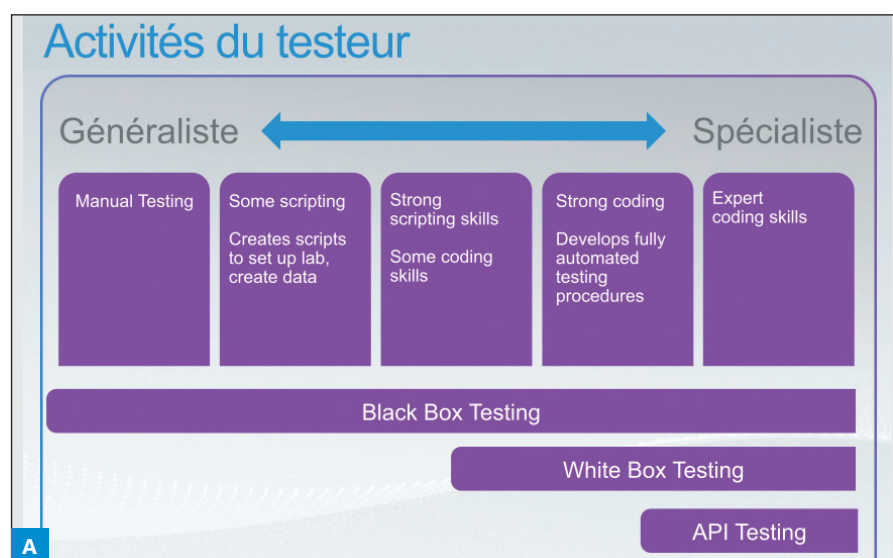 Activités du testeur
Généraliste
Spécialiste
Manual Testing
Some scripting
Creates scripts
to set up lab,
create data
Strong
scripting skills
Some coding
skills
Strong coding
Develops fully
automated
testing
procedures
Expert
coding skills
Black Box Testing
White Box Testing
API Testing
A